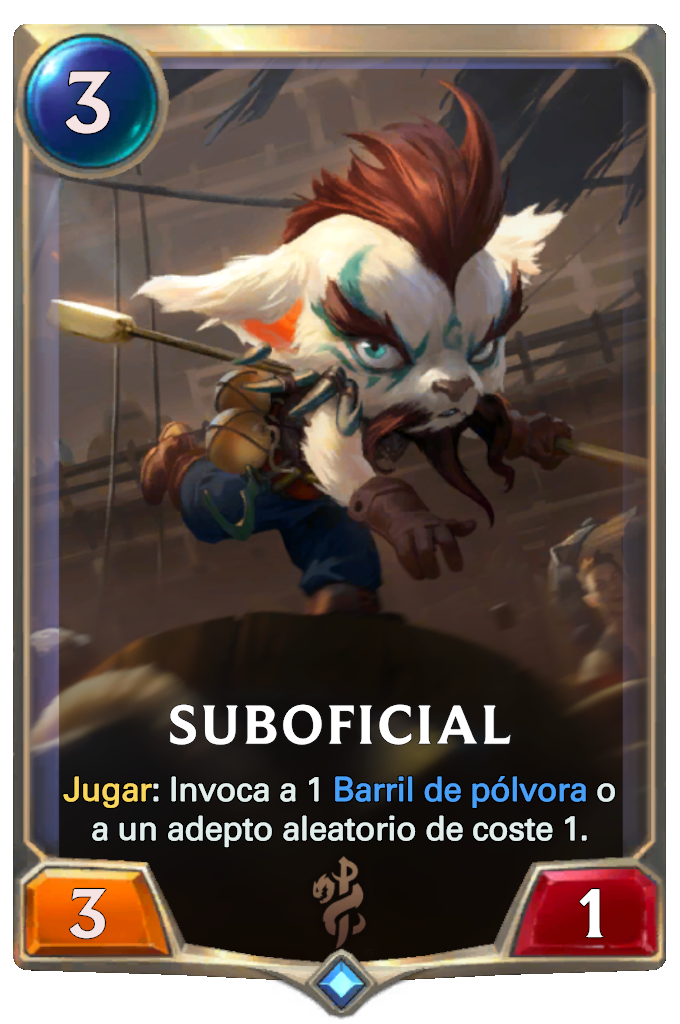 3
SUBOFICIAL
Jugar: Invoca a 1 Barril de pólvora o
a un adepto aleatorio de coste 1.
3
1